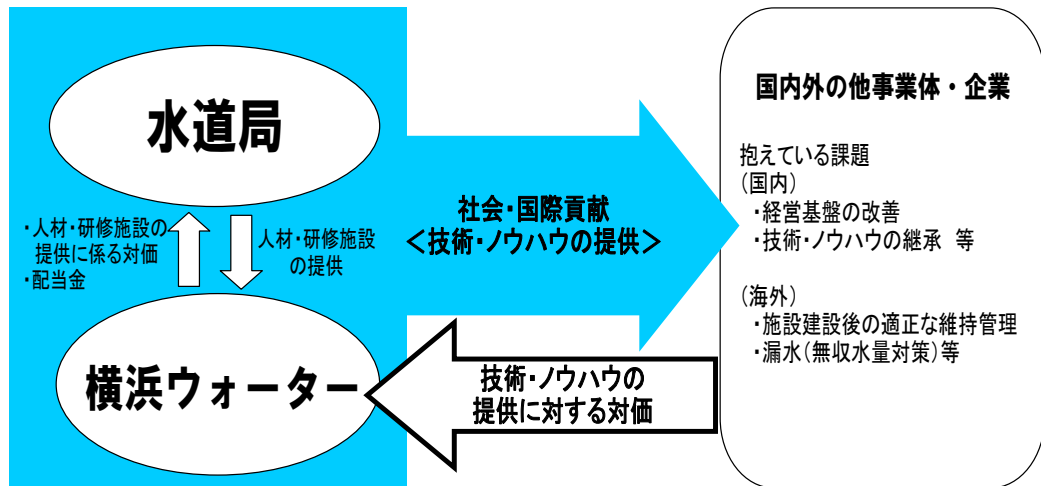 水道局
・人材・研修施設の
提供に係る対価
・配当金
人材・研修施設
の提供
横浜ウォーター
社会・国際貢献
＜技術・ノウハウの提供＞
技術・ノウハウの
提供に対する対価
国内外の他事業体・企業
抱えている課題
(国内)
・経営基盤の改善
・技術・ノウハウの継承 等
(海外)
・施設建設後の適正な維持管理
・漏水(無収水量対策)等